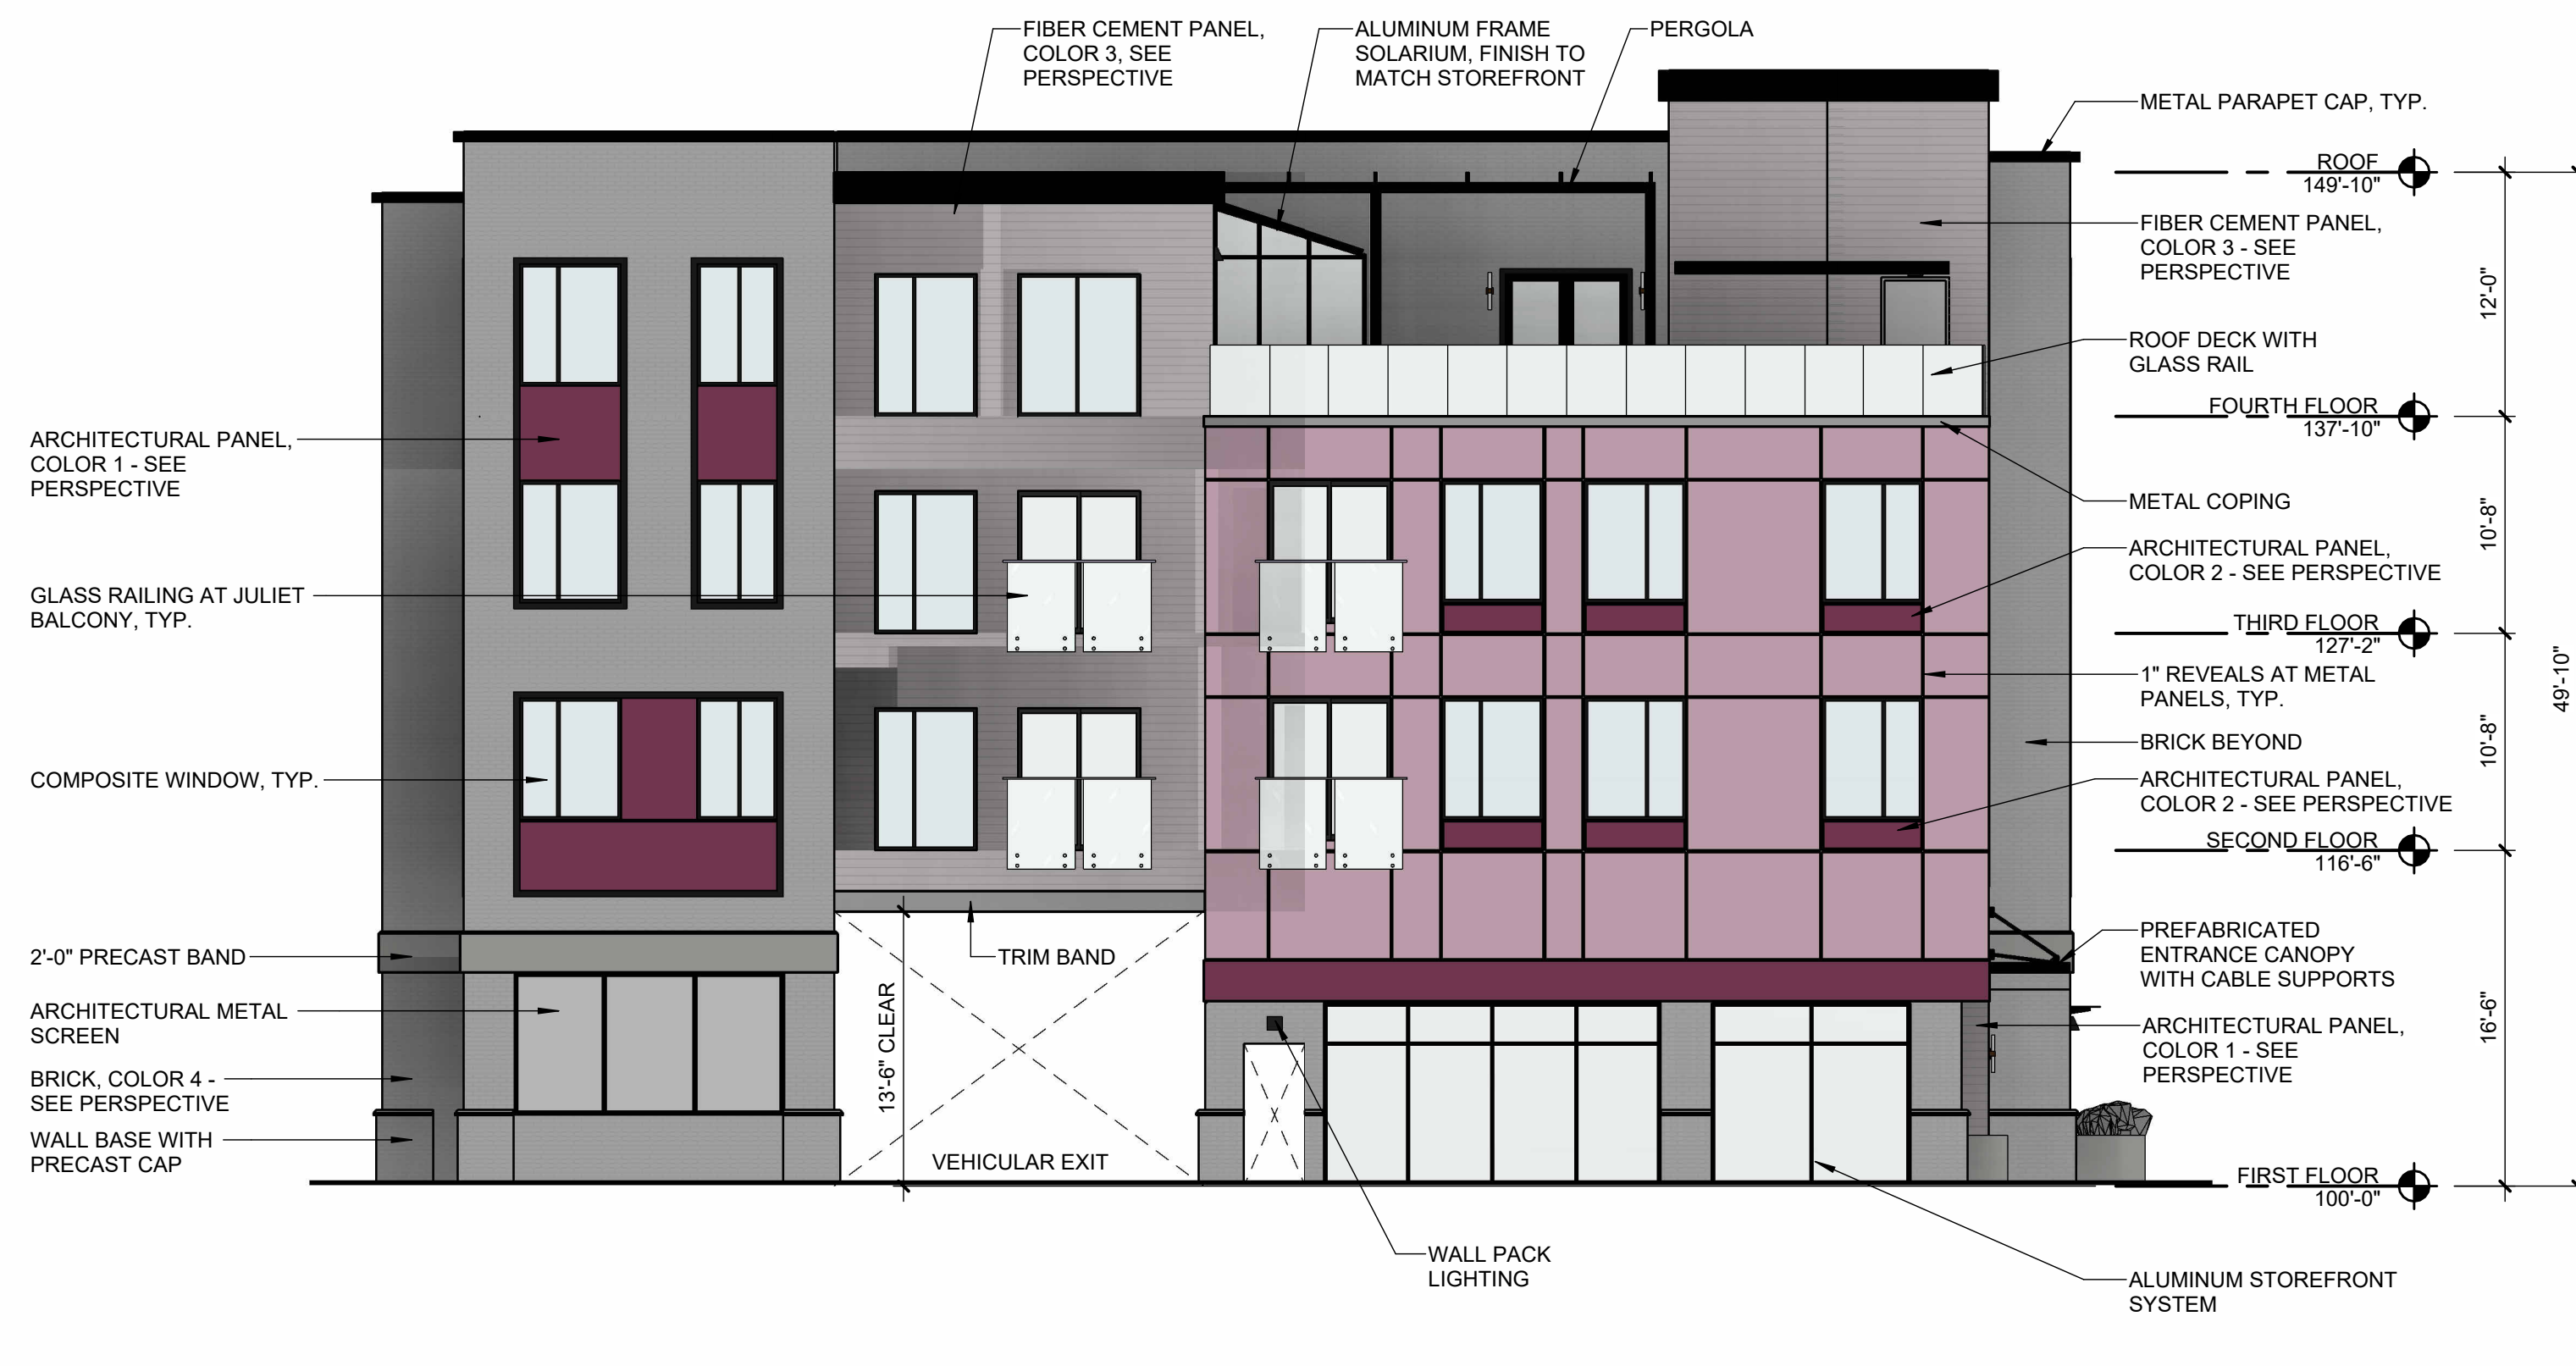 FIBER CEMENT PANEL,
COLOR 3, SEE
PERSPECTIVE
ALUMINUM FRAME
SOLARIUM, FINISH TO
MATCH STOREFRONT
PERGOLA
METAL PARAPET CAP, TYP.
ROOF
149'-10"
FIBER CEMENT PANEL,
COLOR 3 - SEE
PERSPECTIVE
12'-0"
ROOF DECK WITH
GLASS RAIL
FOURTH FLOOR
137'-10"
METAL COPING
10'-8"
ARCHITECTURAL PANEL,
COLOR 2 - SEE PERSPECTIVE
THIRD FLOOR
127'-2"
49'-10"
1" REVEALS AT METAL
PANELS, TYP.
BRICK BEYOND
10'-8"
ARCHITECTURAL PANEL,
COLOR 2 - SEE PERSPECTIVE
SECOND FLOOR
116'-6"
PREFABRICATED
ENTRANCE CANOPY
WITH CABLE SUPPORTS
16'-6"
ARCHITECTURAL PANEL,
COLOR 1 - SEE
PERSPECTIVE
FIRST FLOOR
100'-0"
ALUMINUM STOREFRONT
SYSTEM
ARCHITECTURAL PANEL,
COLOR 1 - SEE
PERSPECTIVE
GLASS RAILING AT JULIET
BALCONY, TYP.
COMPOSITE WINDOW, TYP.
2'-0" PRECAST BAND
ARCHITECTURAL METAL
SCREEN
BRICK, COLOR 4 -
SEE PERSPECTIVE
WALL BASE WITH
PRECAST CAP
TRIM BAND
13'-6" CLEAR
VEHICULAR EXIT
WALL PACK
LIGHTING